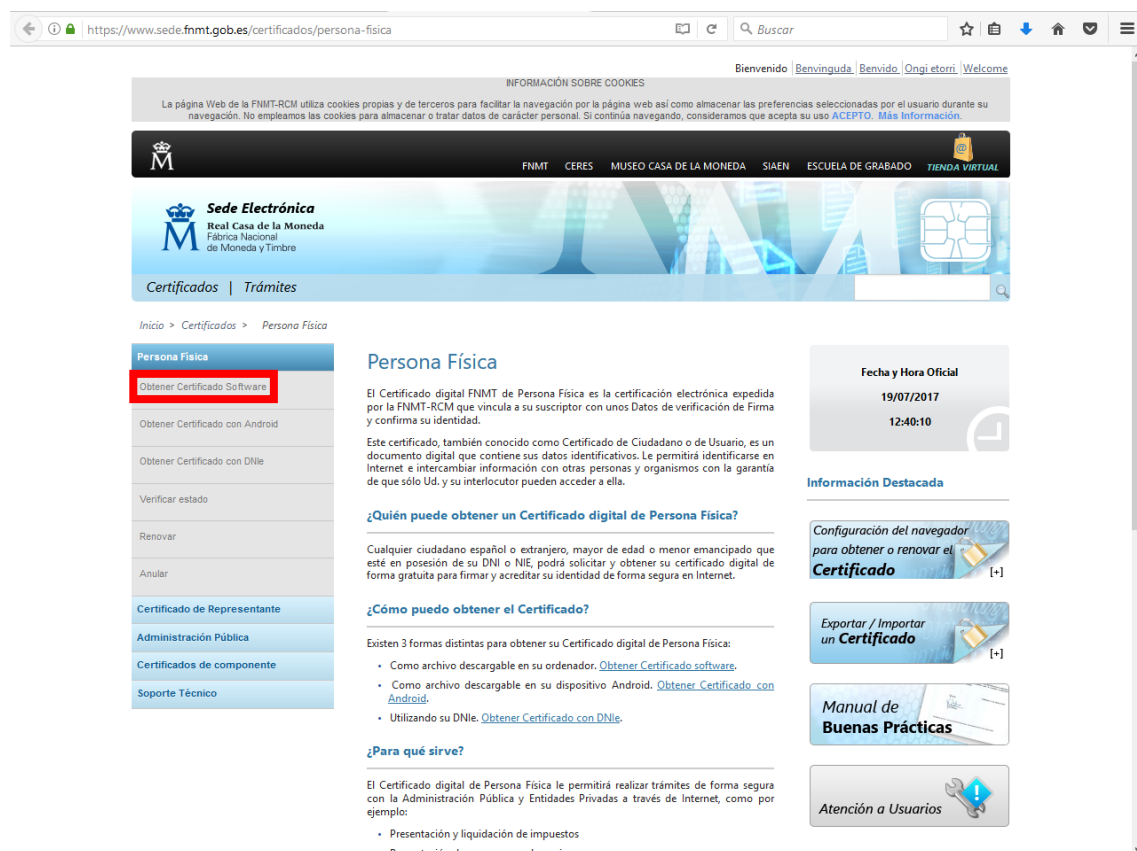 https://www.sede.fnmt.gob.es/certificados/persona-fisica
Buscar
Bienvenido Benvinguda Benvido Ongi etorri Welcome
INFORMACIÓN SOBRE COOKIES
La página Web de la FNMT-RCM utiliza cookies propias y de terceros para facilitar la navegación por la página web así como almacenar las preferencias seleccionadas por el usuario durante su
navegación. No empleamos las cookies para almacenar o tratar datos de carácter personal. Si continúa navegando, consideramos que acepta su uso ACEPTO. Más Información.
FNMT CERES MUSEO CASA DE LA MONEDA SIAEN ESCUELA DE GRABADO TIENDA VIRTUAL
Sede Electrónica
Real Casa de la Moneda
Fábrica Nacional
de Moneda y Timbre
Certificados | Trámites
Inicio > Certificados > Persona Física
Persona Física
Obtener Certificado Software
Obtener Certificado con Android
Obtener Certificado con DNIe
Verificar estado
Renovar
Anular
Certificado de Representante
Administración Pública
Certificados de componente
Soporte Técnico
Persona Física
El Certificado digital FNMT de Persona Física es la certificación electrónica expedida
por la FNMT-RCM que vincula a su suscriptor con unos Datos de verificación de Firma
y confirma su identidad.
Este certificado, también conocido como Certificado de Ciudadano o de Usuario, es un
documento digital que contiene sus datos identificativos. Le permitirá identificarse en
Internet e intercambiar información con otras personas y organismos con la garantía
de que sólo Ud. y su interlocutor pueden acceder a ella.
¿Quién puede obtener un Certificado digital de Persona Física?
Cualquier ciudadano español o extranjero, mayor de edad o menor emancipado que
esté en posesión de su DNI o NIE, podrá solicitar y obtener su certificado digital de
forma gratuita para firmar y acreditar su identidad de forma segura en Internet.
¿Cómo puedo obtener el Certificado?
Existen 3 formas distintas para obtener su Certificado digital de Persona Física:
• Como archivo descargable en su ordenador. Obtener Certificado software.
• Como archivo descargable en su dispositivo Android. Obtener Certificado con
Android.
• Utilizando su DNIe. Obtener Certificado con DNIe.
¿Para qué sirve?
El Certificado digital de Persona Física le permitirá realizar trámites de forma segura
con la Administración Pública y Entidades Privadas a través de Internet, como por
ejemplo:
• Presentación y liquidación de impuestos
Fecha y Hora Oficial
19/07/2017
12:40:10
Información Destacada
Configuración del navegador
para obtener o renovar el
Certificado
[+]
Exportar / Importar
un Certificado
[+]
Manual de
Buenas Prácticas
Atención a Usuarios